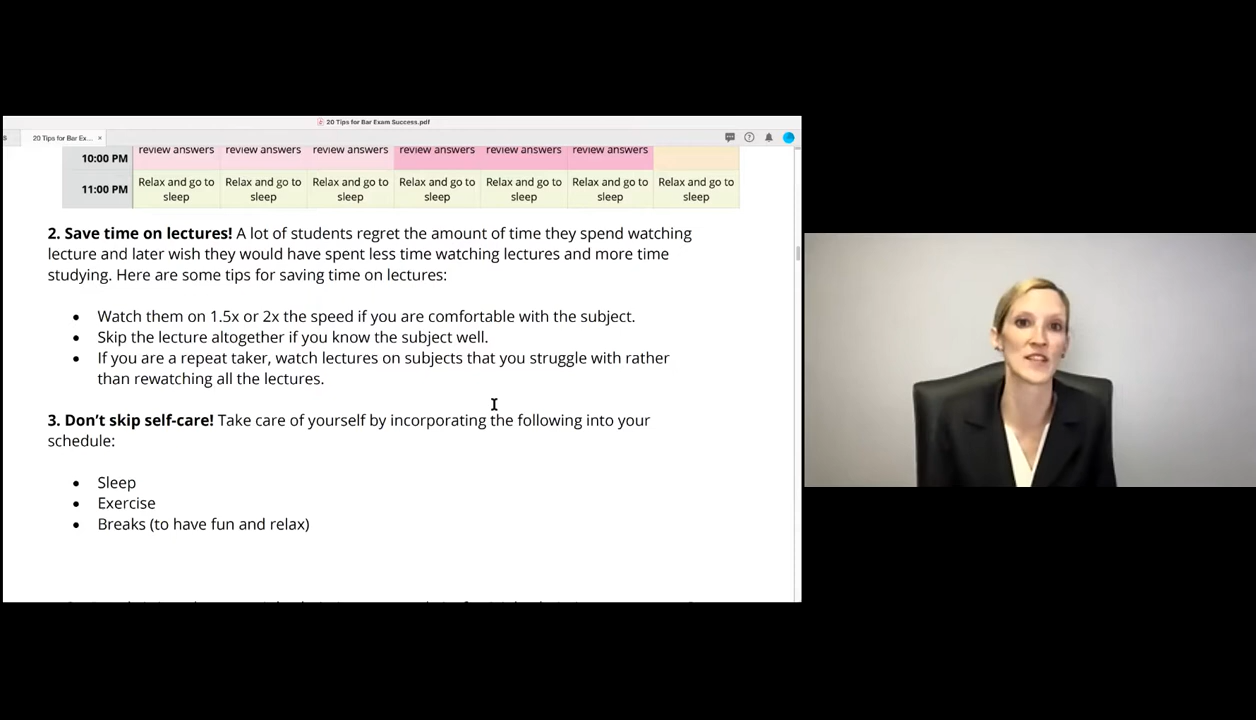 20 Tips for Bar Exam Success.pdf
s
20 Tips for Bar Ex... ×
10:00 PM review answers review answers review answers review answers review answers review answers
11:00 PM Relax and go to Relax and go to Relax and go to Relax and go to Relax and go to Relax and go to Relax and go to
sleep sleep sleep sleep sleep sleep sleep
2. Save time on lectures! A lot of students regret the amount of time they spend watching
lecture and later wish they would have spent less time watching lectures and more time
studying. Here are some tips for saving time on lectures:
• Watch them on 1.5x or 2x the speed if you are comfortable with the subject.
• Skip the lecture altogether if you know the subject well.
• If you are a repeat taker, watch lectures on subjects that you struggle with rather
than rewatching all the lectures.
3. Don’t skip self-care! Take care of yourself by incorporating the following into your
schedule:
• Sleep
• Exercise
• Breaks (to have fun and relax)